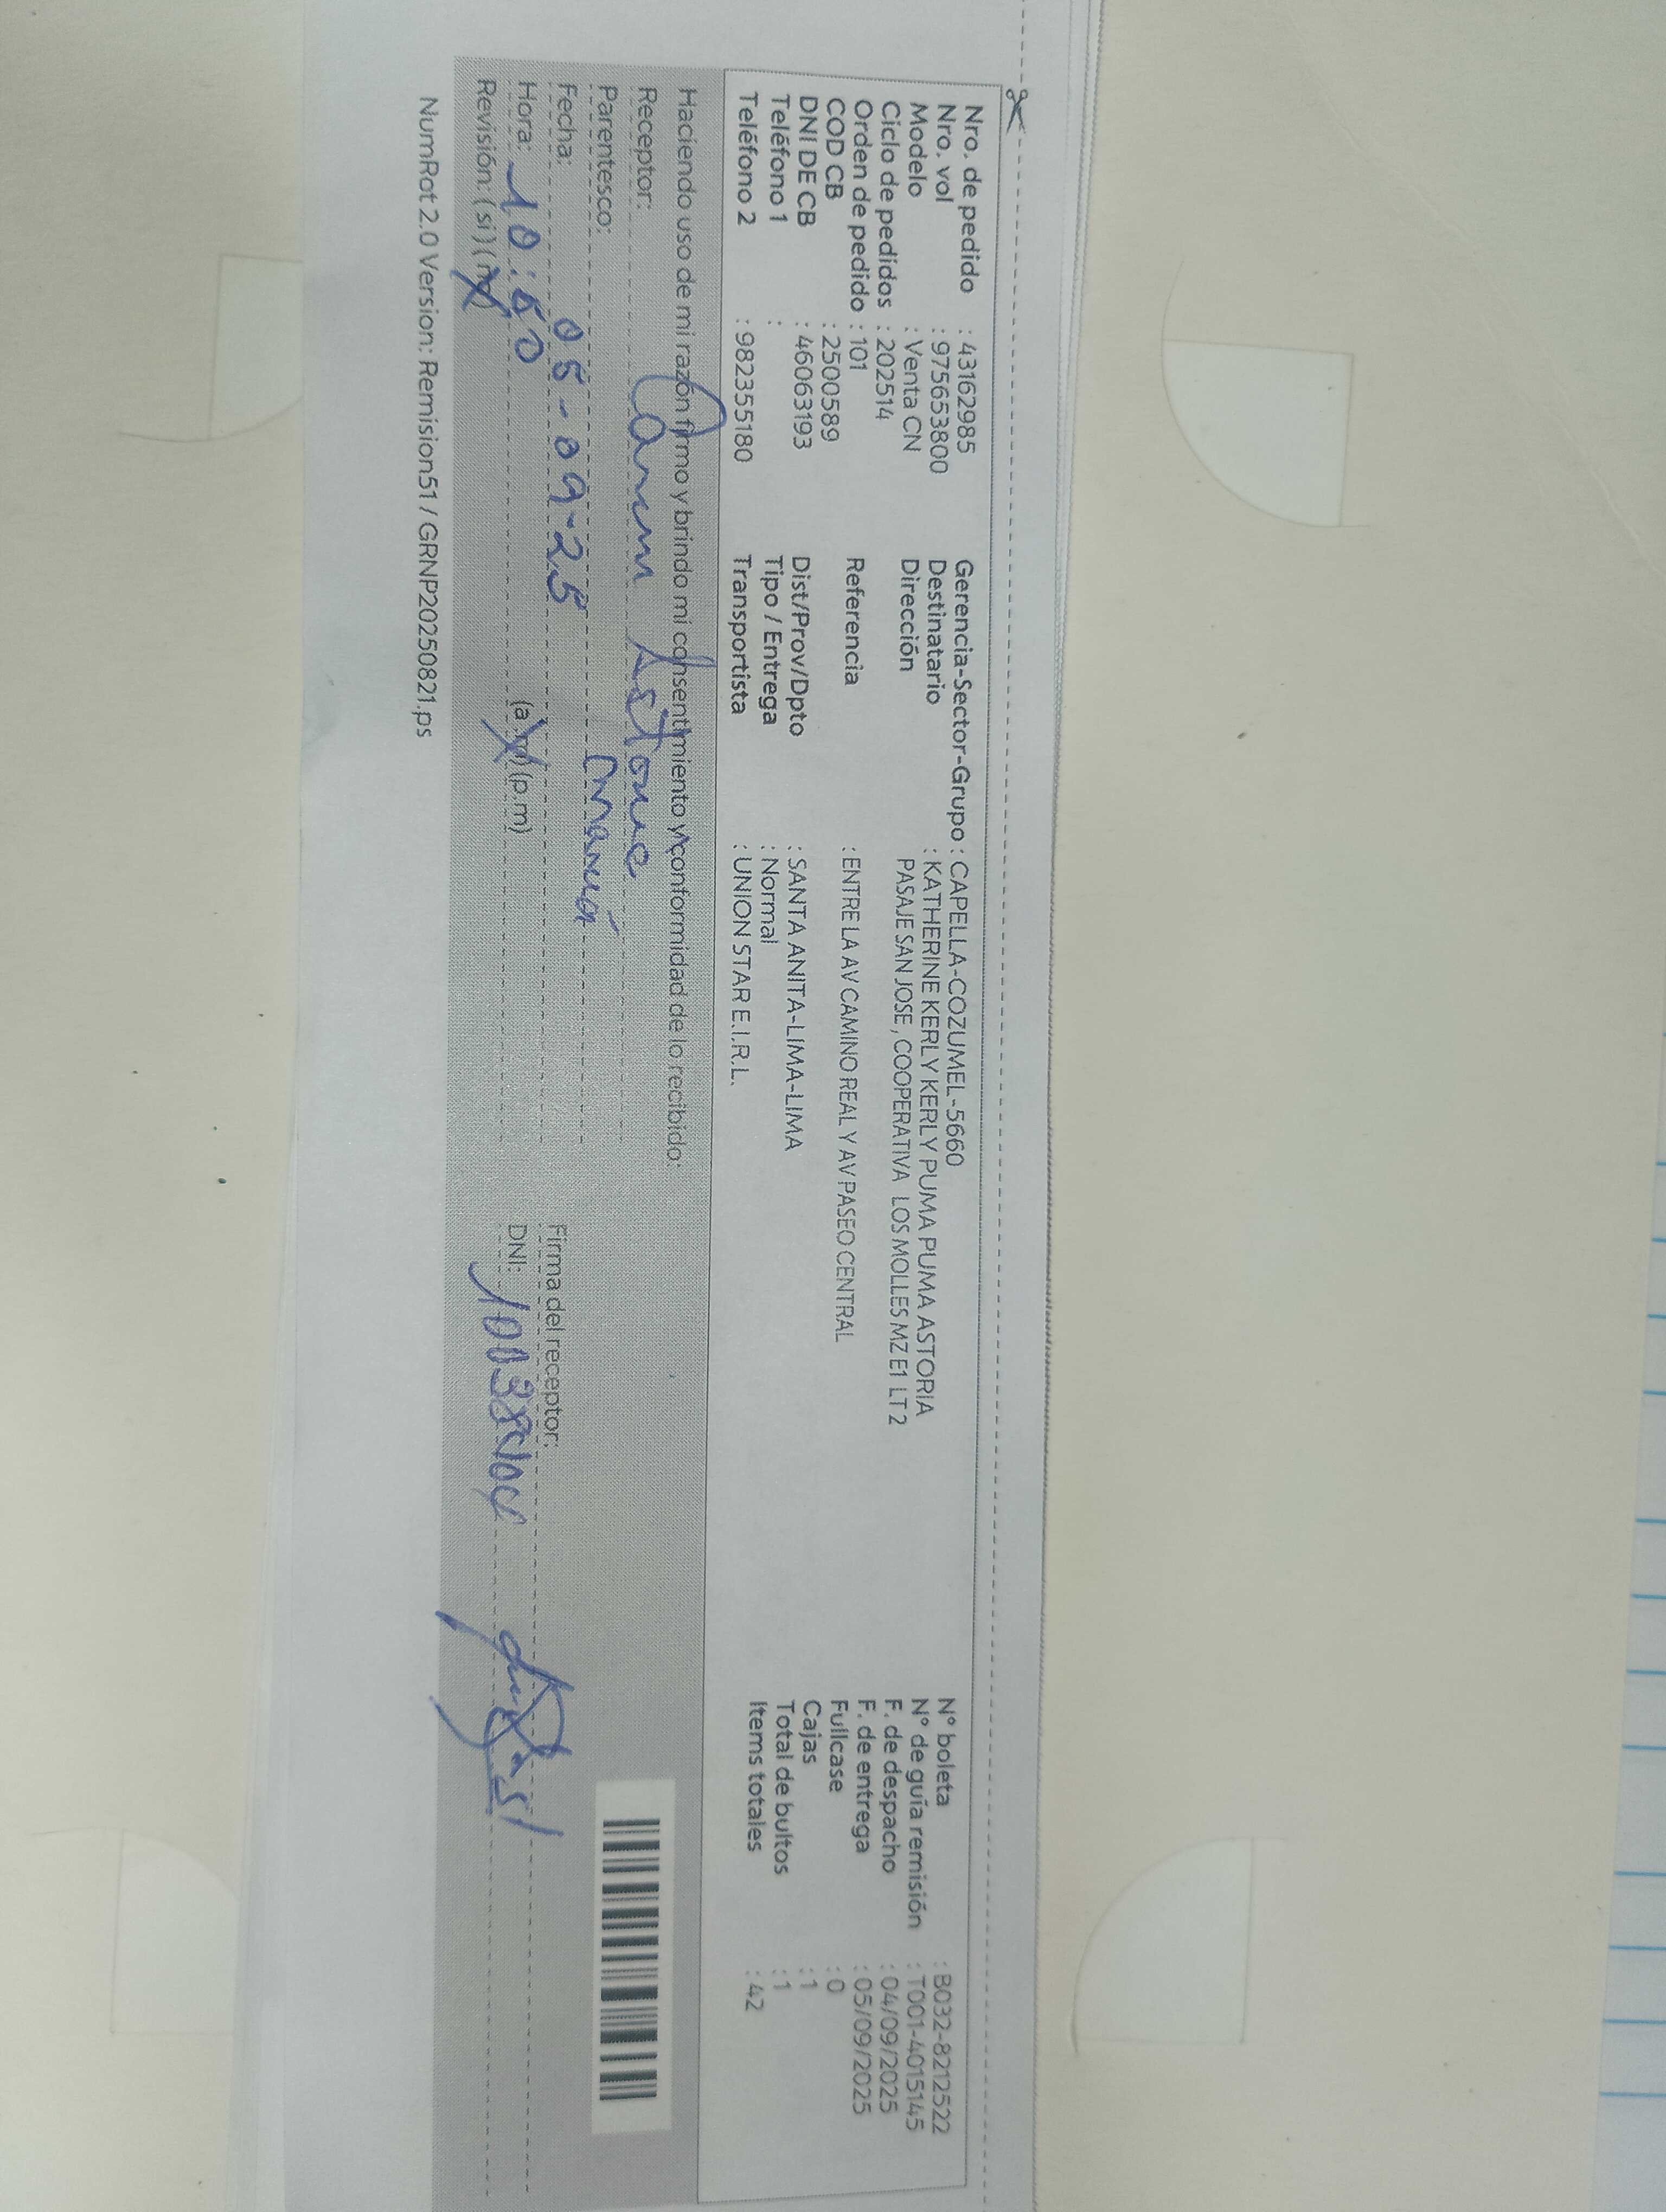 Nro. de pedido : 43162985
Nro. vol : 975653800
Modelo : Venta CN
Ciclo de pedidos : 202514
Orden de pedido : 101
COD CB : 2500589
DNI DE CB : 46063193
Teléfono 1 :
Teléfono 2 : 982355180
Gerencia-Sector-Grupo : CAPELLA-COZUMEL-5660
Destinatario : KATHERINE KERLY KERLY PUMA PUMA ASTORIA
Dirección PASAJE SAN JOSE , COOPERATIVA LOS MOLLES MZ E1 LT 2
Referencia : ENTRE LA AV CAMINO REAL Y AV PASEO CENTRAL
Dist/Prov/Dpto : SANTA ANITA-LIMA-LIMA
Tipo / Entrega : Normal
Transportista : UNION STAR E.I.R.L.
N° boleta : B032-8212522
N° de guía remisión : T001-4015145
F. de despacho : 04/09/2025
F. de entrega : 05/09/2025
Fullcase : 0
Cajas : 1
Total de bultos : 1
Items totales : 42
Haciendo uso de mi razón firmo y brindo mi consentimiento y conformidad de lo recibido:
Receptor:
Parentesco: Mamá
Fecha: 05-09-25
Hora: 10:50 (a.m) (p.m)
Revisión: (si) (no)
Firma del receptor:
DNI:
NumRot 2.0 Version: Remision51 / GRNP20250821.ps